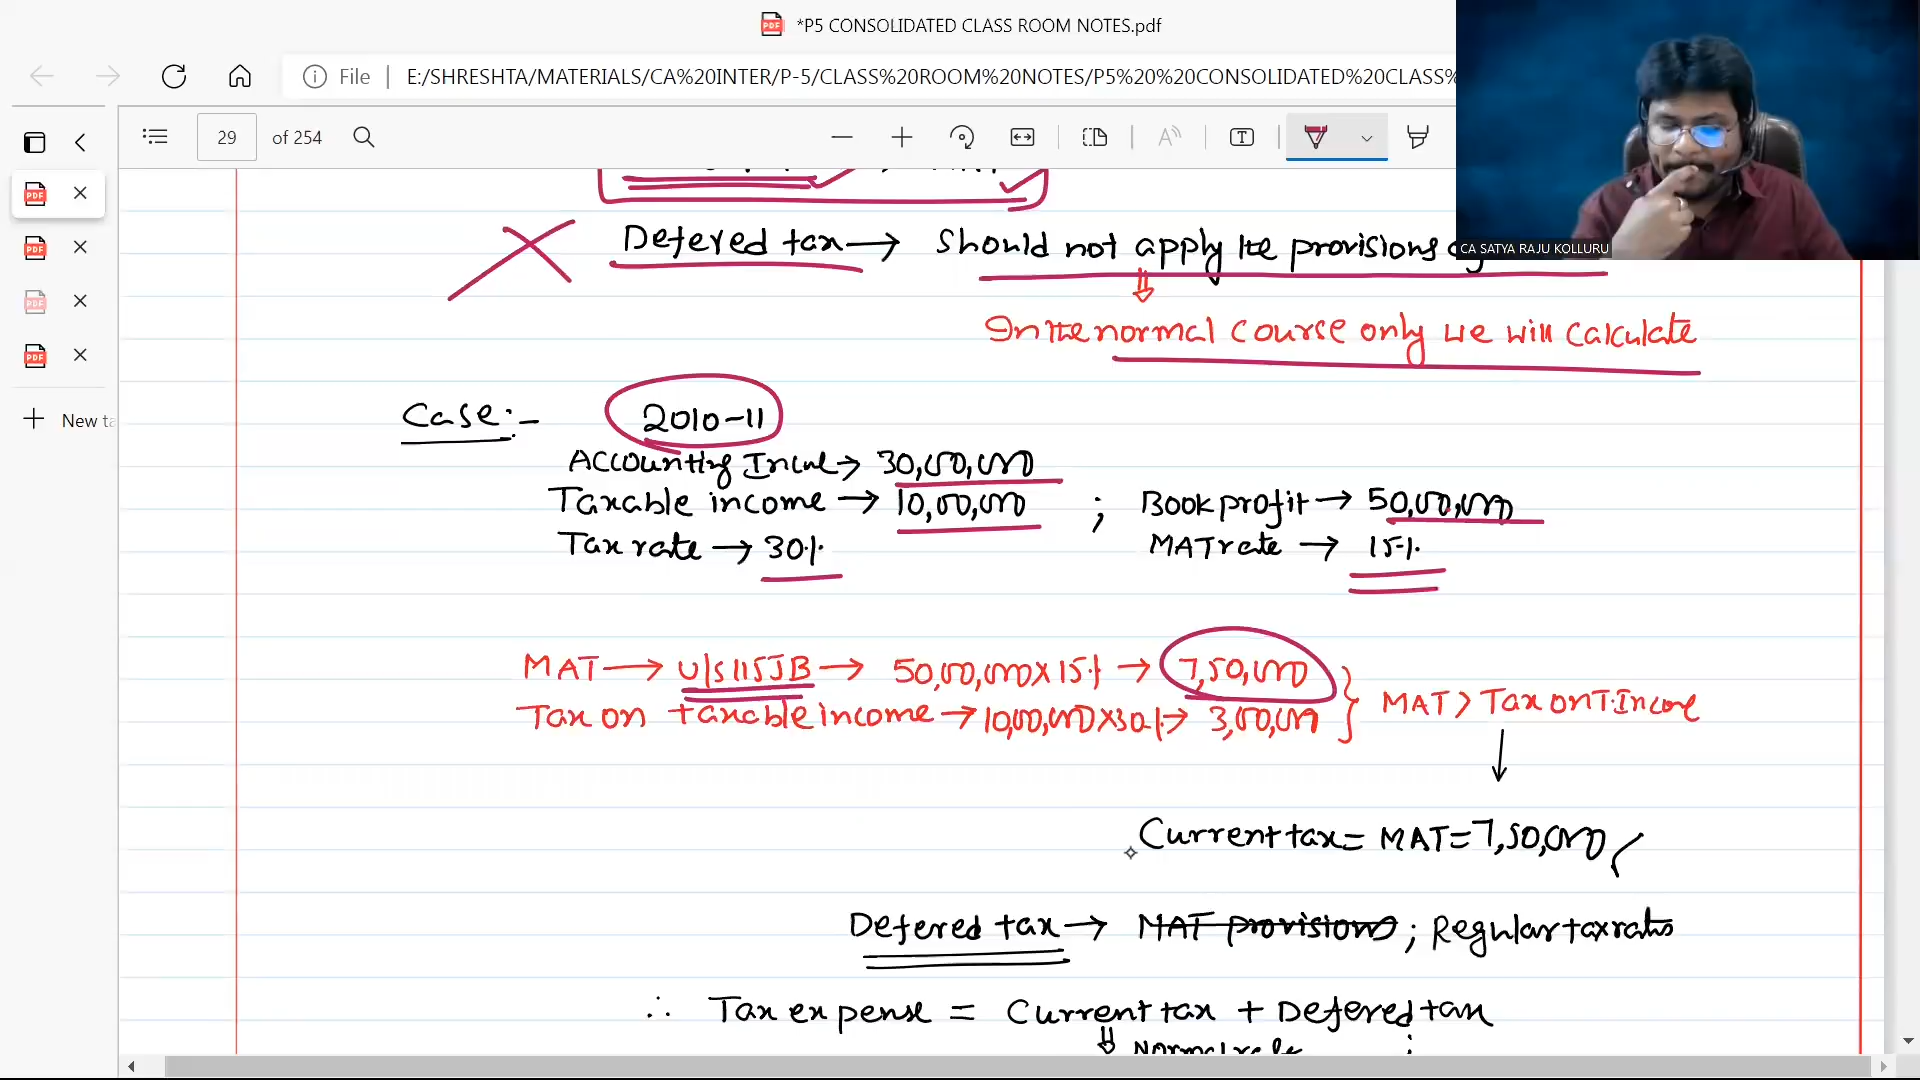 *P5 CONSOLIDATED CLASS ROOM NOTES.pdf
File | E:/SHRESHTA/MATERIALS/CA%20INTER/P-5/CLASS%20ROOM%20NOTES/P5%20%20CONSOLIDATED%20CLASS%
29 of 254
CA SATYA RAJU KOLLURU
New ta
Defered tax → Should not apply the provisions
In the normal course only we will calculate
Case:- 2010-11
Accounting Income → 30,00,000
Taxable income → 10,00,000 ; Book profit → 50,00,000
Tax rate → 30% MAT rate → 15%
MAT → U/s 115JB → 50,00,000 x 15% → 7,50,000
Tax on taxable income → 10,00,000 x 30% → 3,00,000 } MAT > Tax on T.Income
Current tax = MAT = 7,50,000
Defered tax → MAT provisions ; Regular tax rates
∴ Tax expense = Current tax + Defered tax
Normal rate